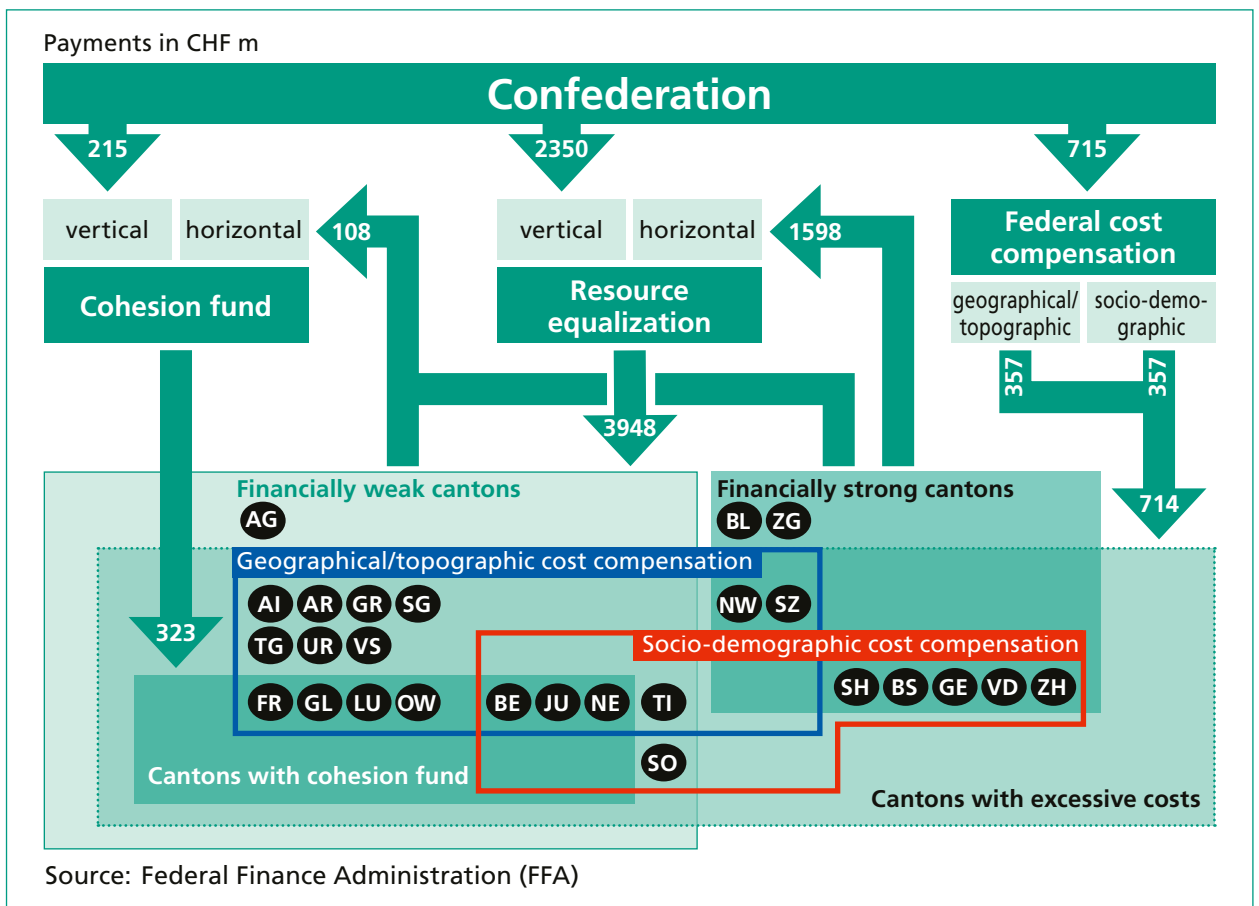 Payments in CHF m
Confederation
215
2350
715
vertical
horizontal
108
vertical
horizontal
1598
Federal cost
compensation
Cohesion fund
Resource
equalization
geographical/
topographic
socio-demo-
graphic
357
357
3948
714
Financially weak cantons
Financially strong cantons
AG
BL ZG
Geographical/topographic cost compensation
AI AR GR SG
NW SZ
323
TG UR VS
Socio-demographic cost compensation
SH BS GE VD ZH
FR GL LU OW
BE JU NE TI
SO
Cantons with cohesion fund
Cantons with excessive costs
Source: Federal Finance Administration (FFA)